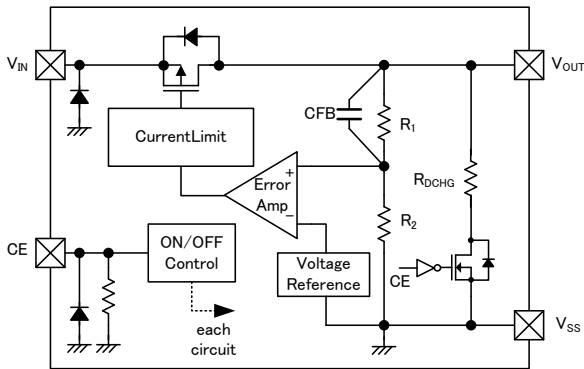 VIN
VOUT
CFB
R1
CurrentLimit
RDCHG
+
Error
Amp
−
R2
CE
ON/OFF
Control
Voltage
Reference
CE
each
circuit
VSS